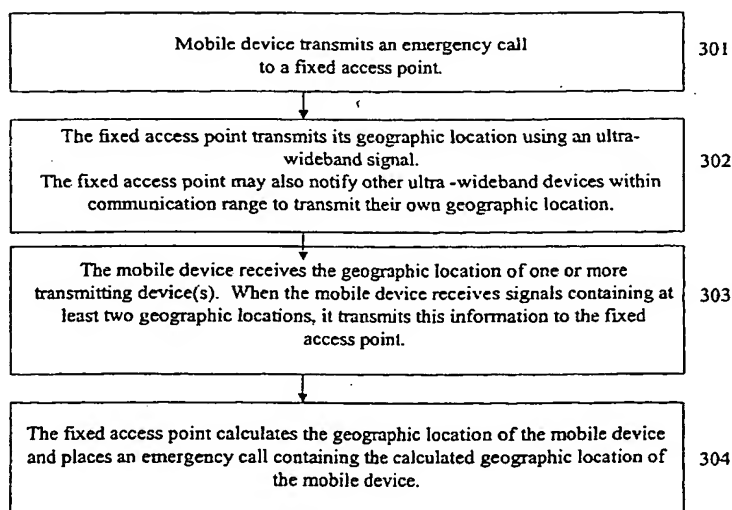 Mobile device transmits an emergency call
to a fixed access point.
301
The fixed access point transmits its geographic location using an ultra-
wideband signal.
The fixed access point may also notify other ultra -wideband devices within
communication range to transmit their own geographic location.
302
The mobile device receives the geographic location of one or more
transmitting device(s). When the mobile device receives signals containing at
least two geographic locations, it transmits this information to the fixed
access point.
303
The fixed access point calculates the geographic location of the mobile device
and places an emergency call containing the calculated geographic location of
the mobile device.
304